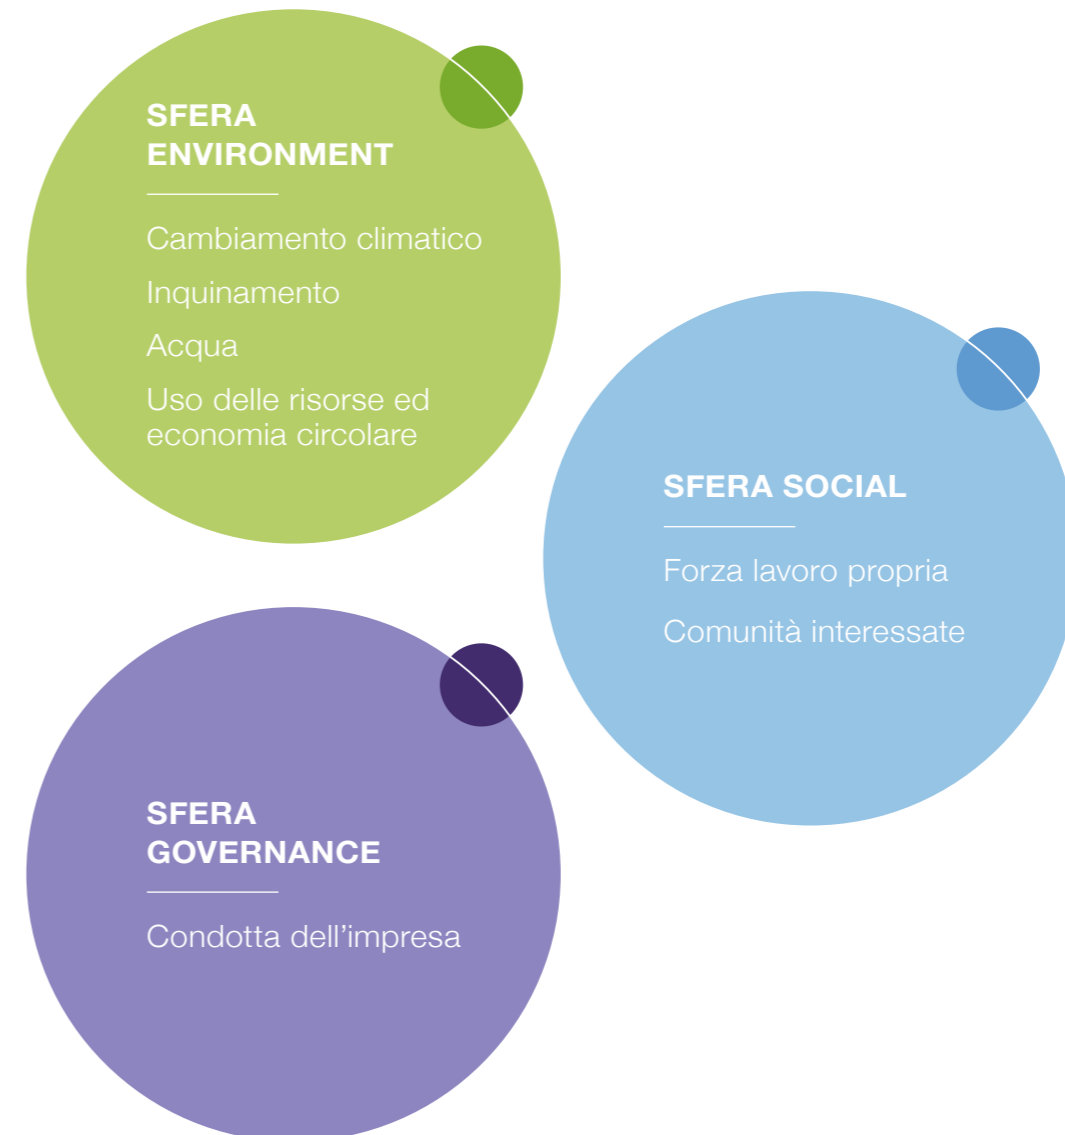 SFERA
ENVIRONMENT
Cambiamento climatico
Inquinamento
Acqua
Uso delle risorse ed
economia circolare
SFERA SOCIAL
Forza lavoro propria
Comunità interessate
SFERA
GOVERNANCE
Condotta dell’impresa